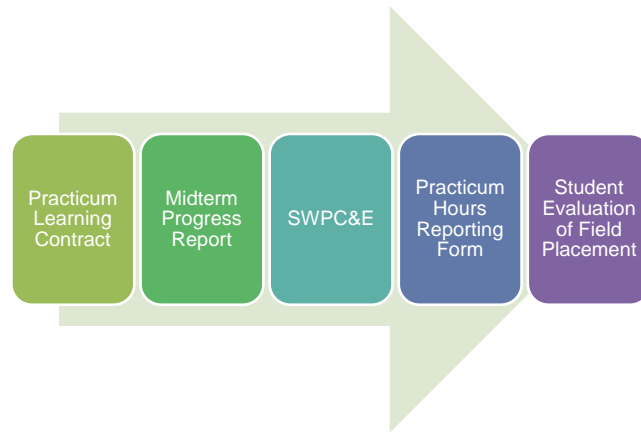 Practicum
Learning
Contract
Midterm
Progress
Report
SWPC&E
Practicum
Hours
Reporting
Form
Student
Evaluation
of Field
Placement